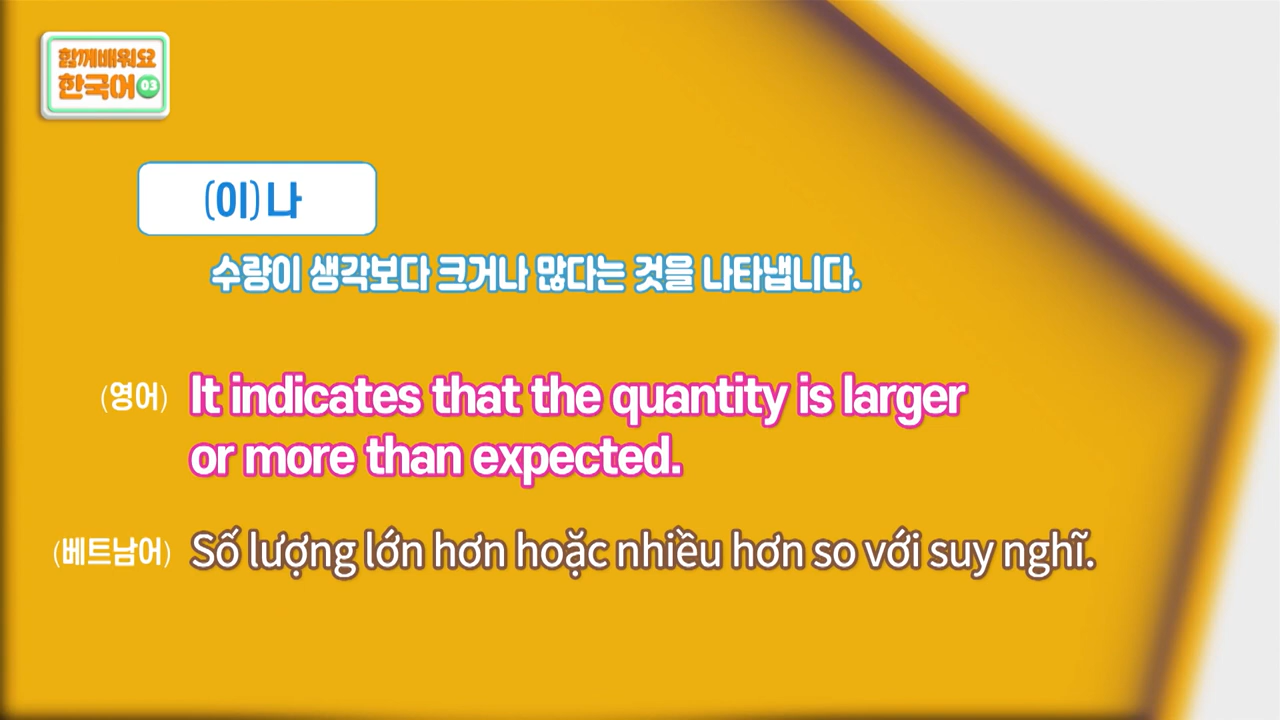 함께배워요
한국어 03
(이)나
수량이 생각보다 크거나 많다는 것을 나타냅니다.
(영어) It indicates that the quantity is larger
or more than expected.
(베트남어) Số lượng lớn hơn hoặc nhiều hơn so với suy nghĩ.